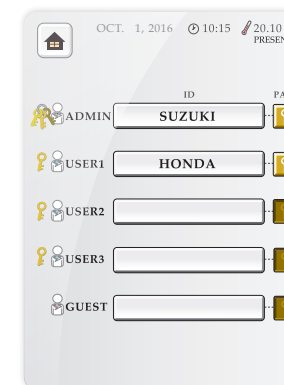 OCT. 1, 2016 10:15 20.10
PRESEN
ID PA
ADMIN SUZUKI
USER1 HONDA
USER2
USER3
GUEST